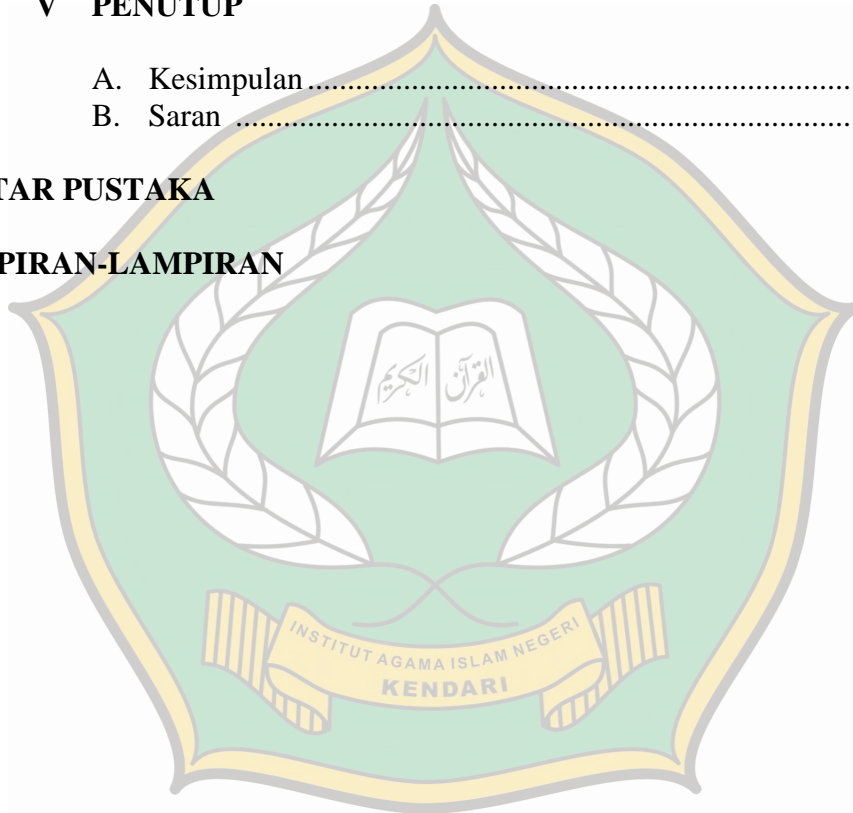 V PENUTUP
A. Kesimpulan.....................................................................
B. Saran .............................................................................
TAR PUSTAKA
PIRAN-LAMPIRAN
القرآن الكريم
INSTITUT AGAMA ISLAM NEGERI
KENDARI